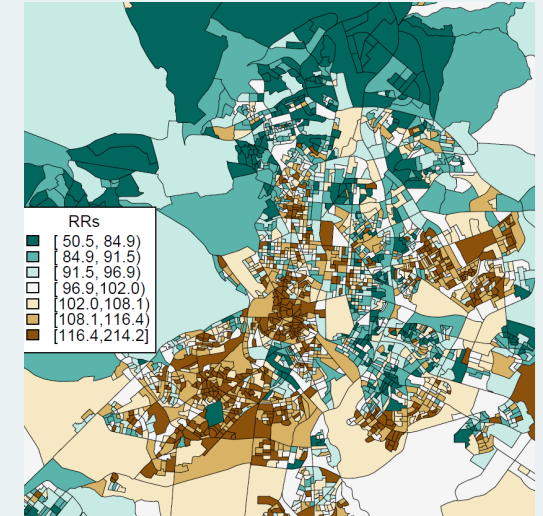 RRs
[ 50.5, 84.9)
[ 84.9, 91.5)
[ 91.5, 96.9)
[ 96.9,102.0)
[102.0,108.1)
[108.1,116.4)
[116.4,214.2]